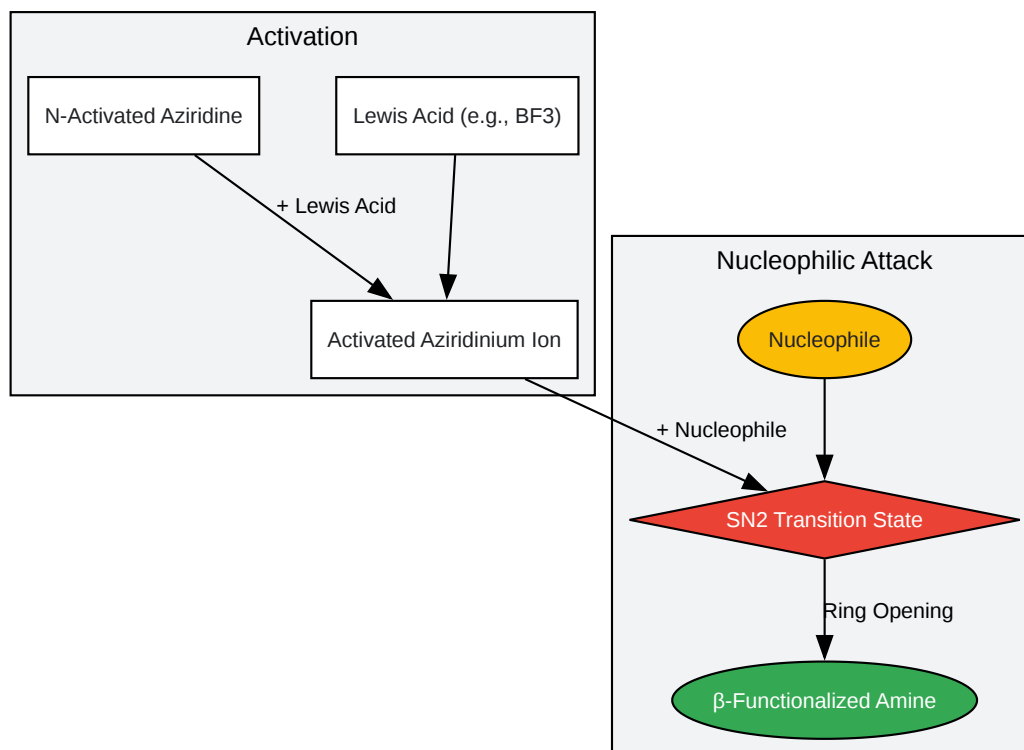 Activation
N-Activated Aziridine
Lewis Acid (e.g., BF3)
+ Lewis Acid
Activated Aziridinium Ion
Nucleophilic Attack
Nucleophile
+ Nucleophile
SN2 Transition State
Ring Opening
β-Functionalized Amine